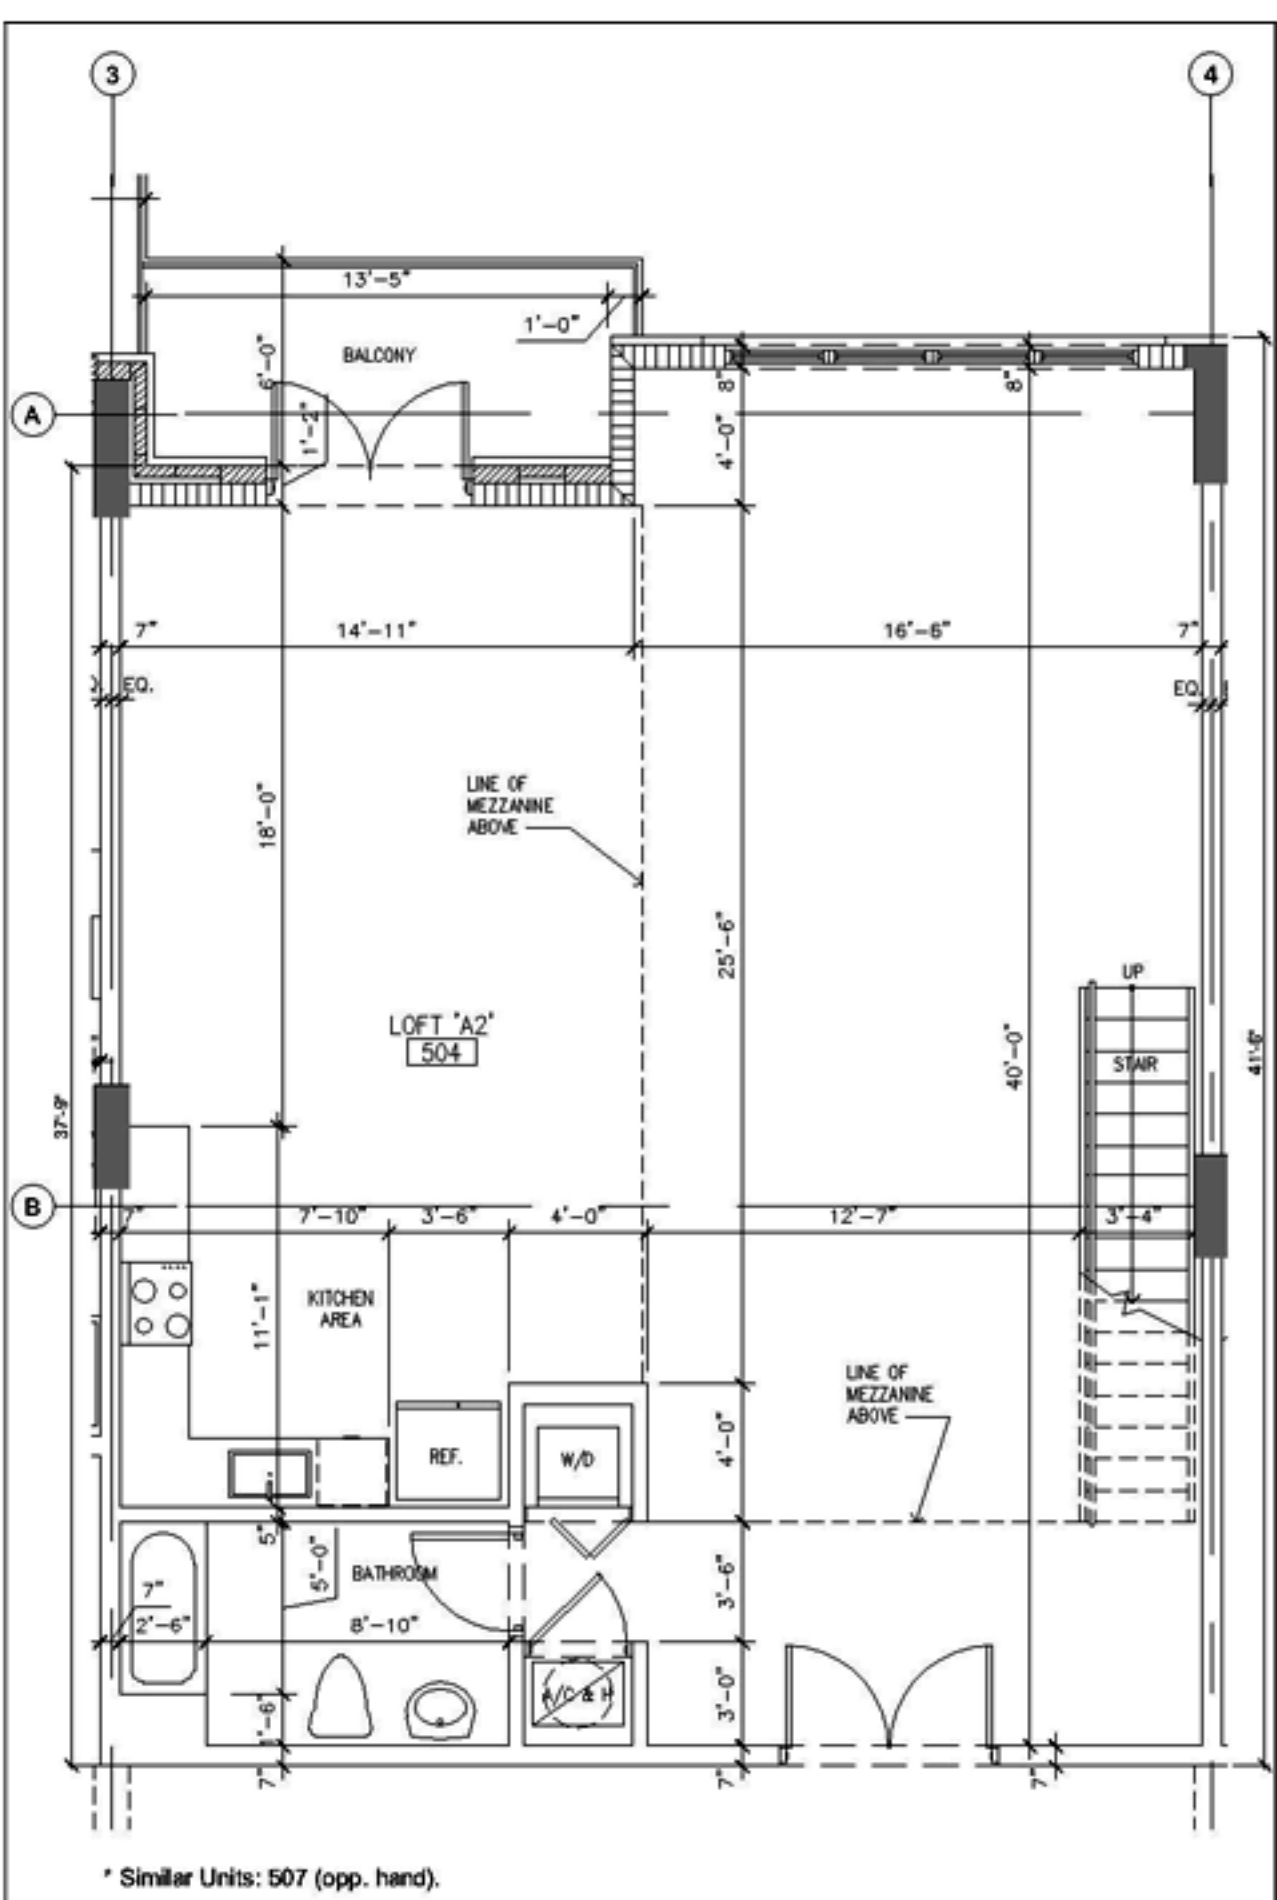 3
4
13'-5"
1'-0"
BALCONY
6'-0"
1'-2"
8"
8"
A
4'-0"
7"
14'-11"
16'-6"
7"
EQ.
EQ.
LINE OF
MEZZANINE
ABOVE
18'-0"
25'-6"
UP
LOFT 'A2'
504
STAIR
40'-0"
41'-6"
37'-9"
B
7"
7'-10"
3'-6"
4'-0"
12'-7"
3'-4"
KITCHEN
AREA
11'-1"
LINE OF
MEZZANINE
ABOVE
REF.
W/D
4'-0"
5"
5'-0"
BATHROOM
3'-6"
7"
2'-6"
8'-10"
A/C & H
3'-0"
1'-6"
7"
7"
7"
* Similar Units: 507 (opp. hand).